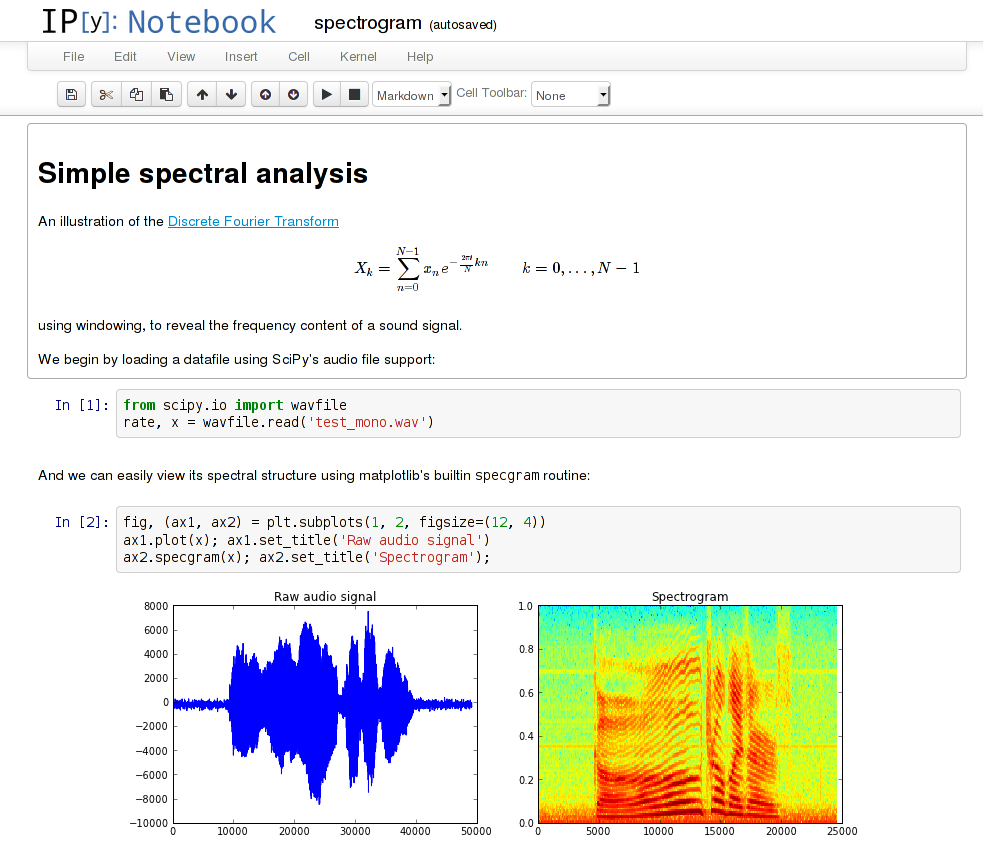 IP[y]: Notebook spectrogram (autosaved)
File Edit View Insert Cell Kernel Help
Markdown Cell Toolbar: None
Simple spectral analysis
An illustration of the Discrete Fourier Transform
X_k = \sum_{n=0}^{N-1} x_n e^{-\frac{2\pi i}{N} kn} k = 0, . . . , N − 1
using windowing, to reveal the frequency content of a sound signal.
We begin by loading a datafile using SciPy's audio file support:
In [1]: from scipy.io import wavfile
rate, x = wavfile.read('test_mono.wav')
And we can easily view its spectral structure using matplotlib's builtin specgram routine:
In [2]: fig, (ax1, ax2) = plt.subplots(1, 2, figsize=(12, 4))
ax1.plot(x); ax1.set_title('Raw audio signal')
ax2.specgram(x); ax2.set_title('Spectrogram');
Raw audio signal
8000
6000
4000
2000
0
−2000
−4000
−6000
−8000
−10000
0 10000 20000 30000 40000 50000
Spectrogram
1.0
0.8
0.6
0.4
0.2
0.0
0 5000 10000 15000 20000 25000